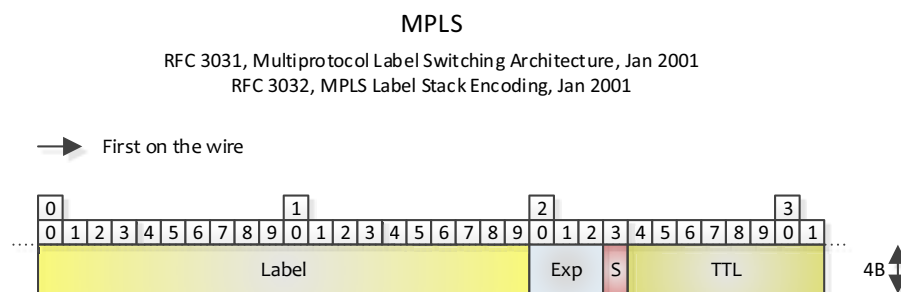 MPLS
RFC 3031, Multiprotocol Label Switching Architecture, Jan 2001
RFC 3032, MPLS Label Stack Encoding, Jan 2001
First on the wire
0 1 2 3
0 1 2 3 4 5 6 7 8 9 0 1 2 3 4 5 6 7 8 9 0 1 2 3 4 5 6 7 8 9 0 1
Label Exp S TTL 4B